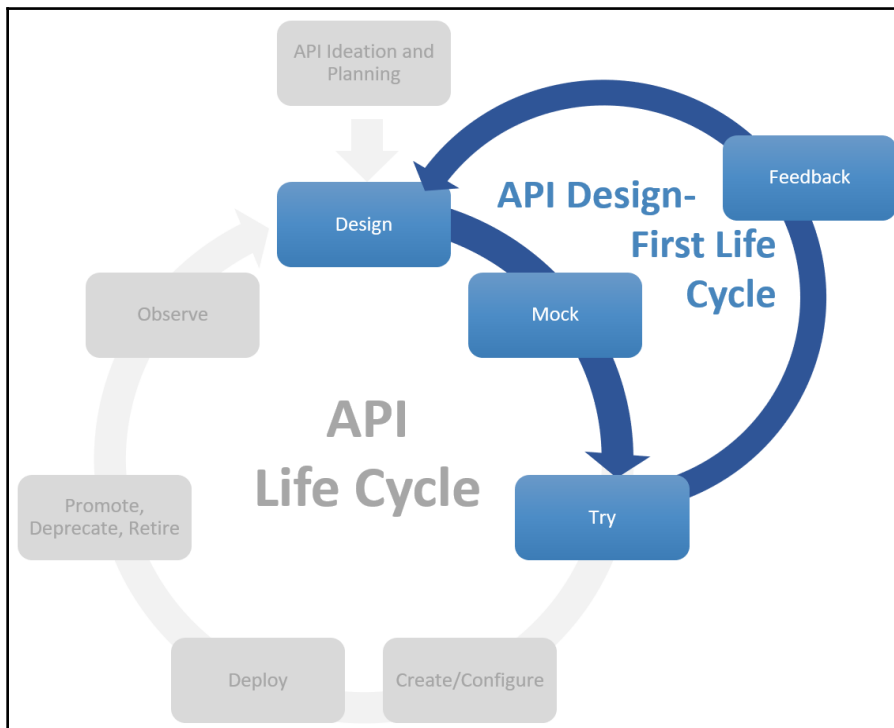 API Ideation and
Planning
Feedback
API Design-
First Life
Cycle
Design
Mock
Observe
API
Life Cycle
Promote,
Deprecate, Retire
Try
Deploy
Create/Configure